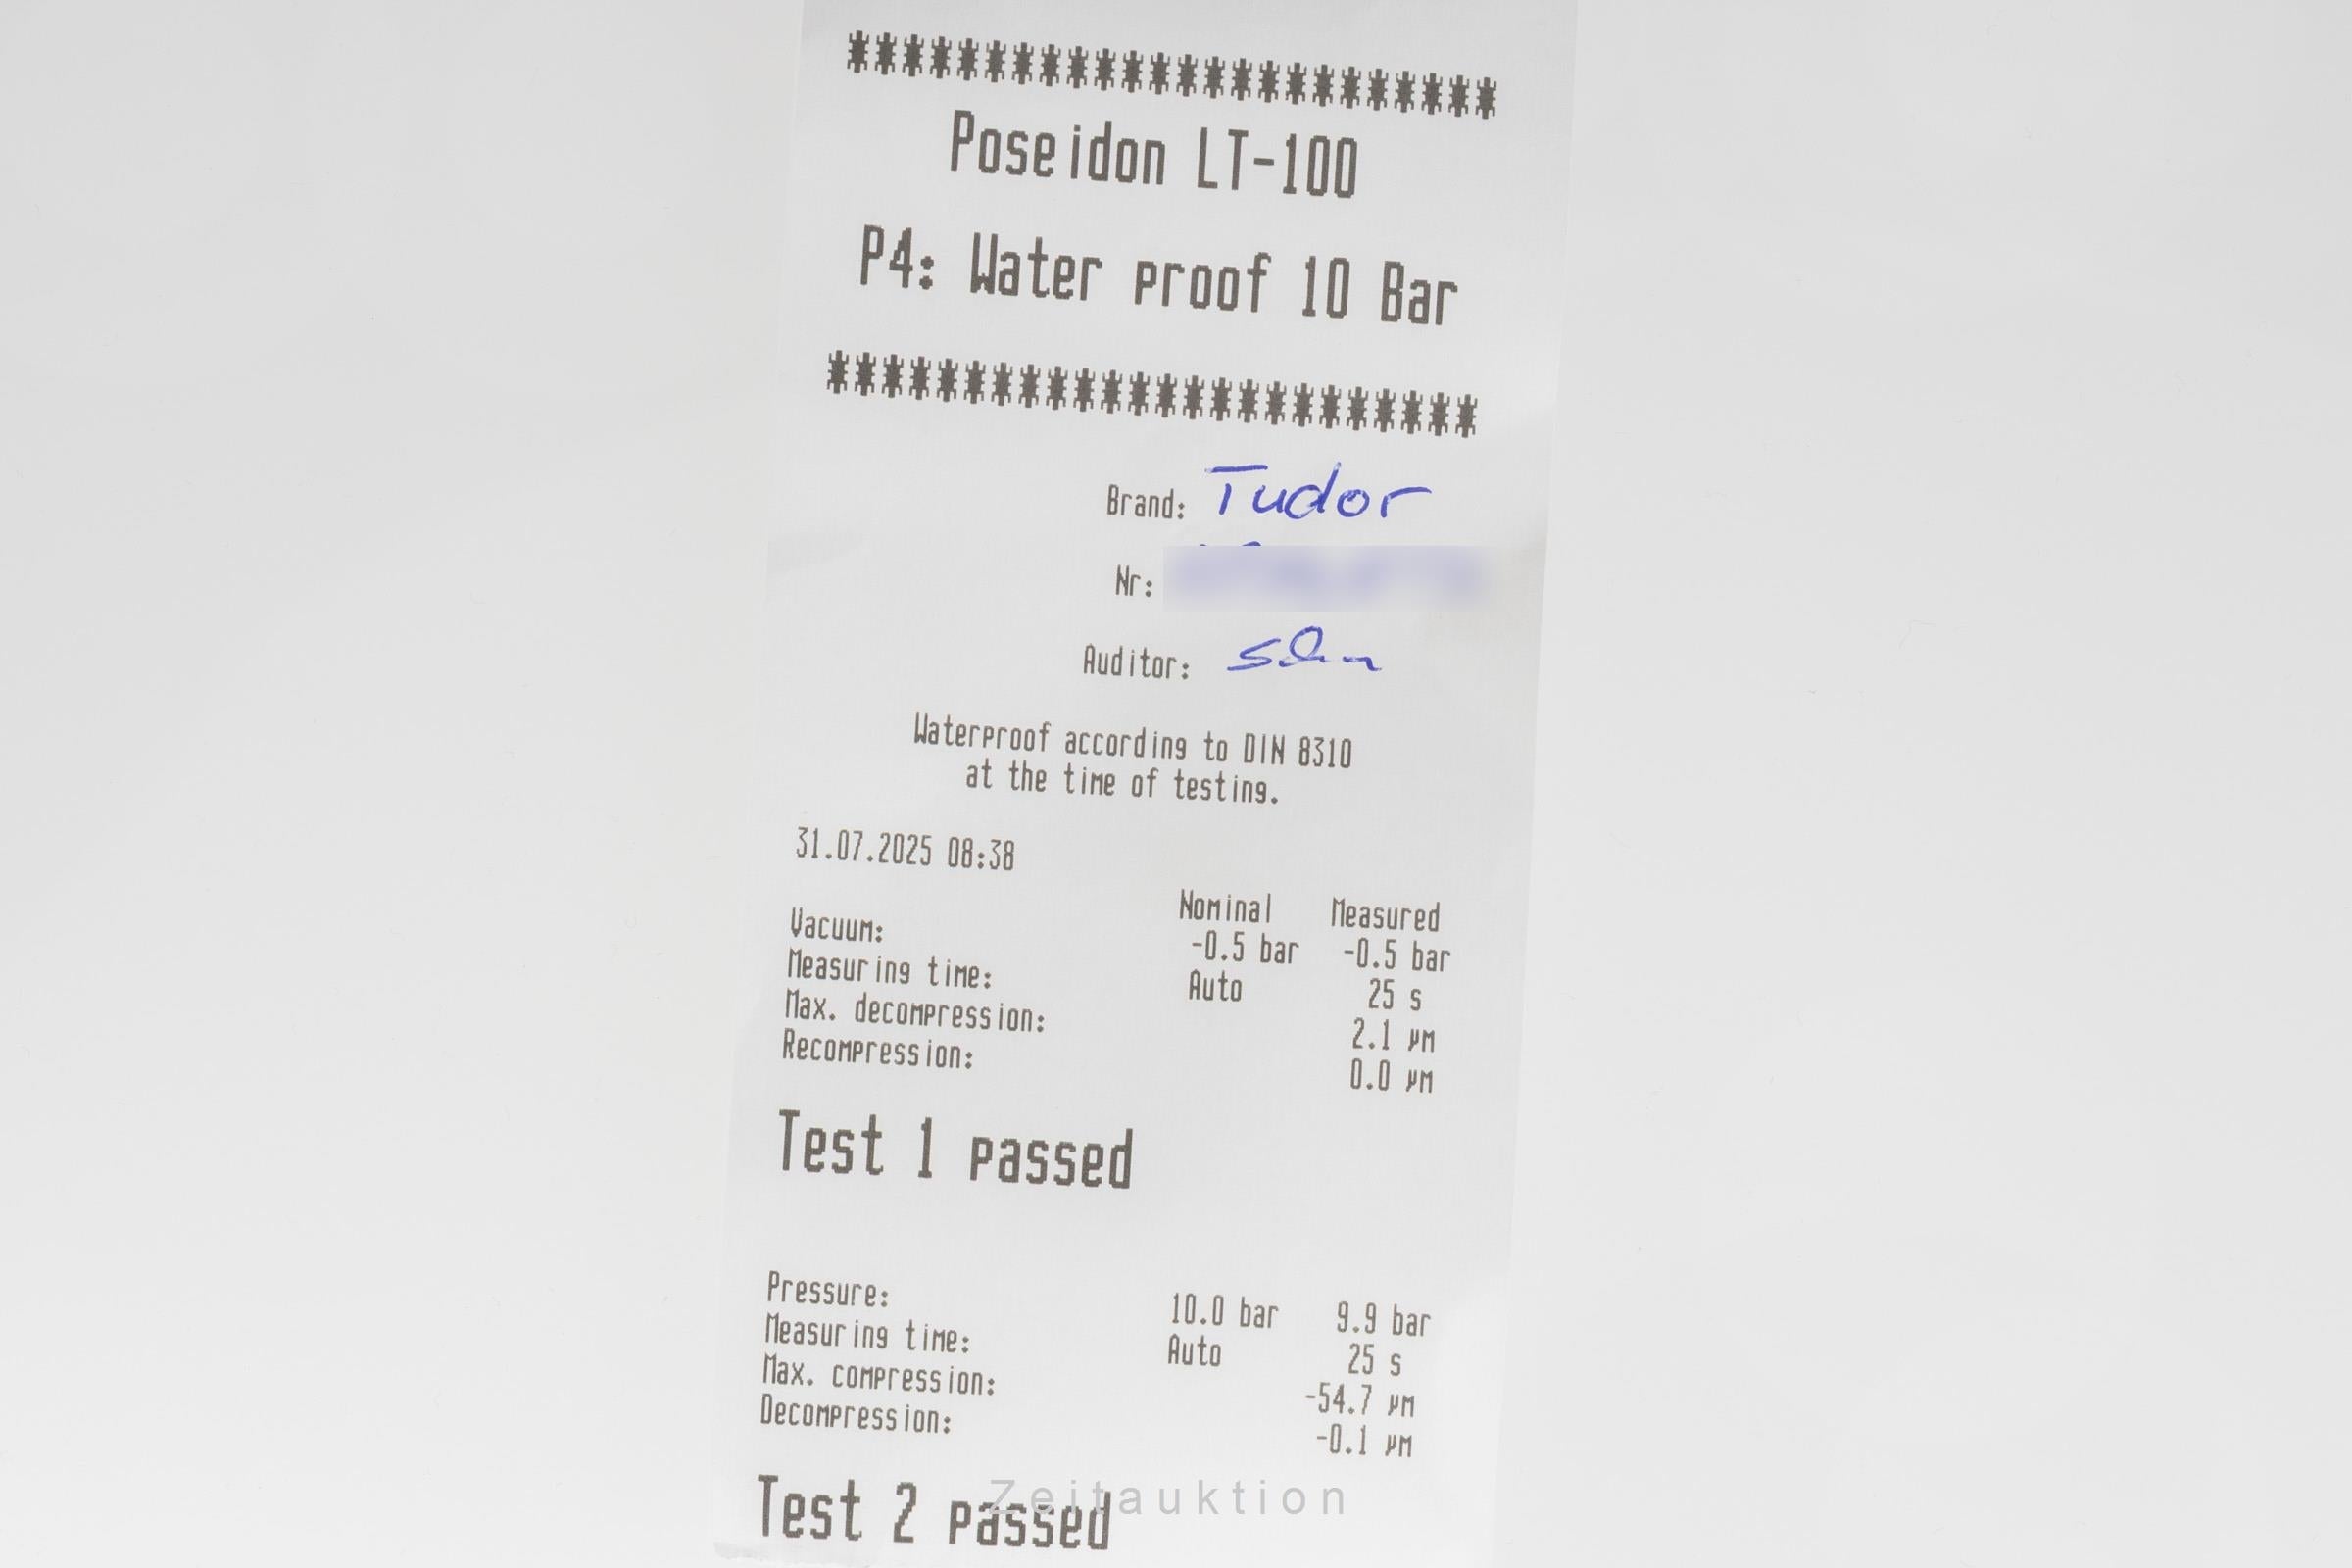 ************************
Poseidon LT-100
P4: Water proof 10 Bar
************************
Brand: Tudor
Nr:
Auditor:
Waterproof according to DIN 8310
at the time of testing.
31.07.2025 08:38
Nominal Measured
Vacuum: -0.5 bar -0.5 bar
Measuring time: Auto 25 s
Max. decompression: 2.1 µm
Recompression: 0.0 µm
Test 1 passed
Pressure: 10.0 bar 9.9 bar
Measuring time: Auto 25 s
Max. compression: -54.7 µm
Decompression: -0.1 µm
Test 2 passed
Zeitauktion